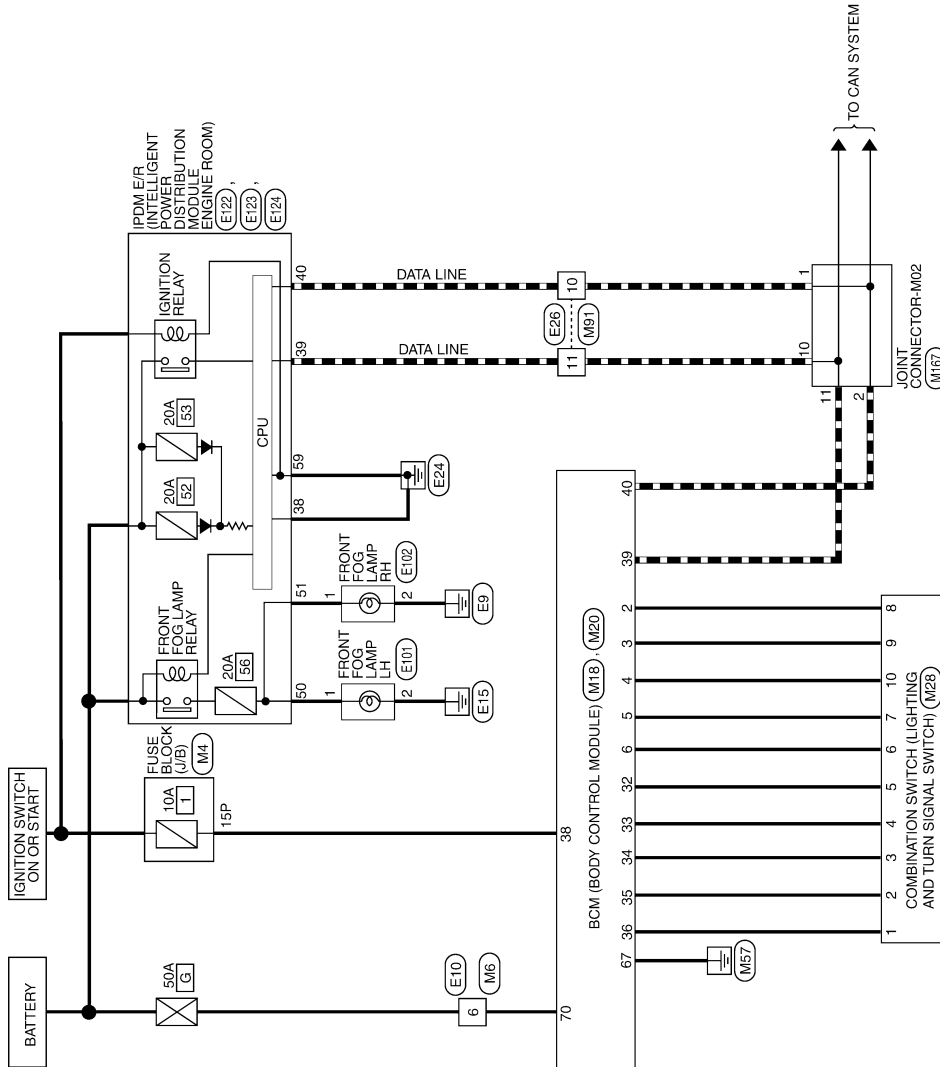 BATTERY
IGNITION SWITCH
ON OR START
50A
G
FUSE
BLOCK
(J/B)
M4
10A
1
15P
FRONT
FOG LAMP
RELAY
20A
56
20A
52
20A
53
IGNITION
RELAY
CPU
IPDM E/R
(INTELLIGENT
POWER
DISTRIBUTION
MODULE
ENGINE ROOM)
E122 ,
E123 ,
E124
50
51
38
59
39
40
1
FRONT
FOG
LAMP
LH
E101
2
E15
1
FRONT
FOG
LAMP
RH
E102
2
E9
E24
DATA LINE
DATA LINE
E10
M6
6
E26
M91
11
10
70
38
39
40
BCM (BODY CONTROL MODULE) M18 , M20
67
36
35
34
33
32
6
5
4
3
2
M57
1
2
3
4
5
6
7
10
9
8
COMBINATION SWITCH (LIGHTING
AND TURN SIGNAL SWITCH) M28
10
1
11
2
JOINT
CONNECTOR-M02
M167
TO CAN SYSTEM